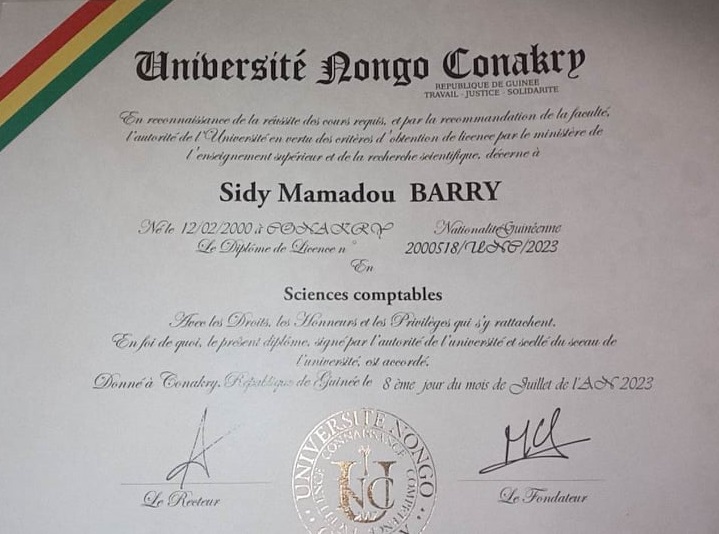 Université Nongo Conakry
REPUBLIQUE DE GUINEE
TRAVAIL - JUSTICE - SOLIDARITE
En reconnaissance de la réussite des cours requis, et par la recommandation de la faculté,
l'autorité de l'Université en vertu des critères d'obtention de licence par le ministère de
l'enseignement supérieur et de la recherche scientifique, décerne à
Sidy Mamadou BARRY
Né le 12/02/2000 à CONAKRY Nationalité Guinéenne
Le Diplôme de Licence n° 2000518/UNC/2023
En
Sciences comptables
Avec les Droits, les Honneurs et les Privilèges qui s'y rattachent.
En foi de quoi, le présent diplôme, signé par l'autorité de l'université et scellé du sceau de
l'université, est accordé.
Donné à Conakry, République de Guinée le 8 ème jour du mois de Juillet de l'AN 2023
UNIVERSITE NONGO
CONNAISSANCE
COMPETENCE
EXCELLENCE
UNC
Le Recteur
Le Fondateur